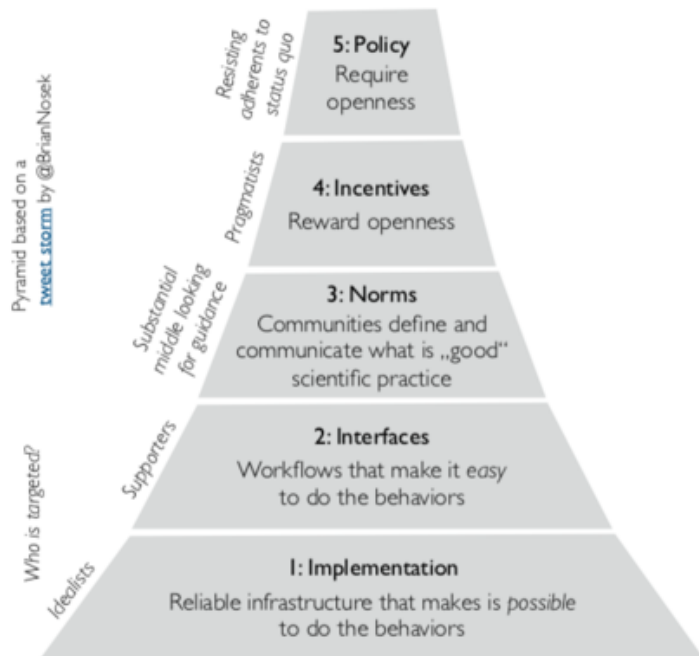 Resisting
adherents to
status quo
5: Policy
Require
openness
Pyramid based on a
tweet storm by @BrianNosek
Pragmatists
4: Incentives
Reward openness
Substantial
middle looking
for guidance
3: Norms
Communities define and
communicate what is „good“
scientific practice
Who is targeted?
Supporters
2: Interfaces
Workflows that make it easy
to do the behaviors
Idealists
1: Implementation
Reliable infrastructure that makes is possible
to do the behaviors